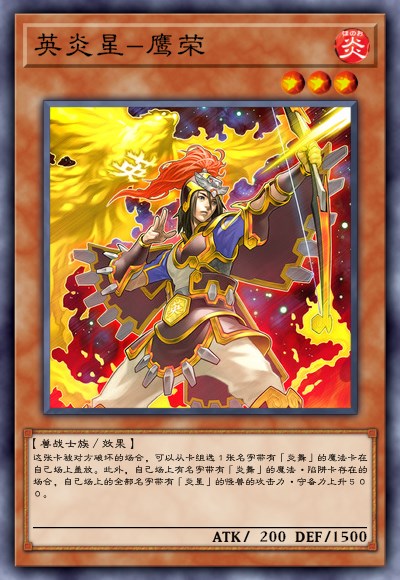 英炎星－鹰荣
炎
【兽战士族／效果】
这张卡被对方破坏的场合，可以从卡组选１张名字带有「炎舞」的魔法卡在
自己场上盖放。此外，自己场上有名字带有「炎舞」的魔法·陷阱卡存在的
场合，自己场上的全部名字带有「炎星」的怪兽的攻击力·守备力上升５０
０。
ATK/ 200 DEF/1500